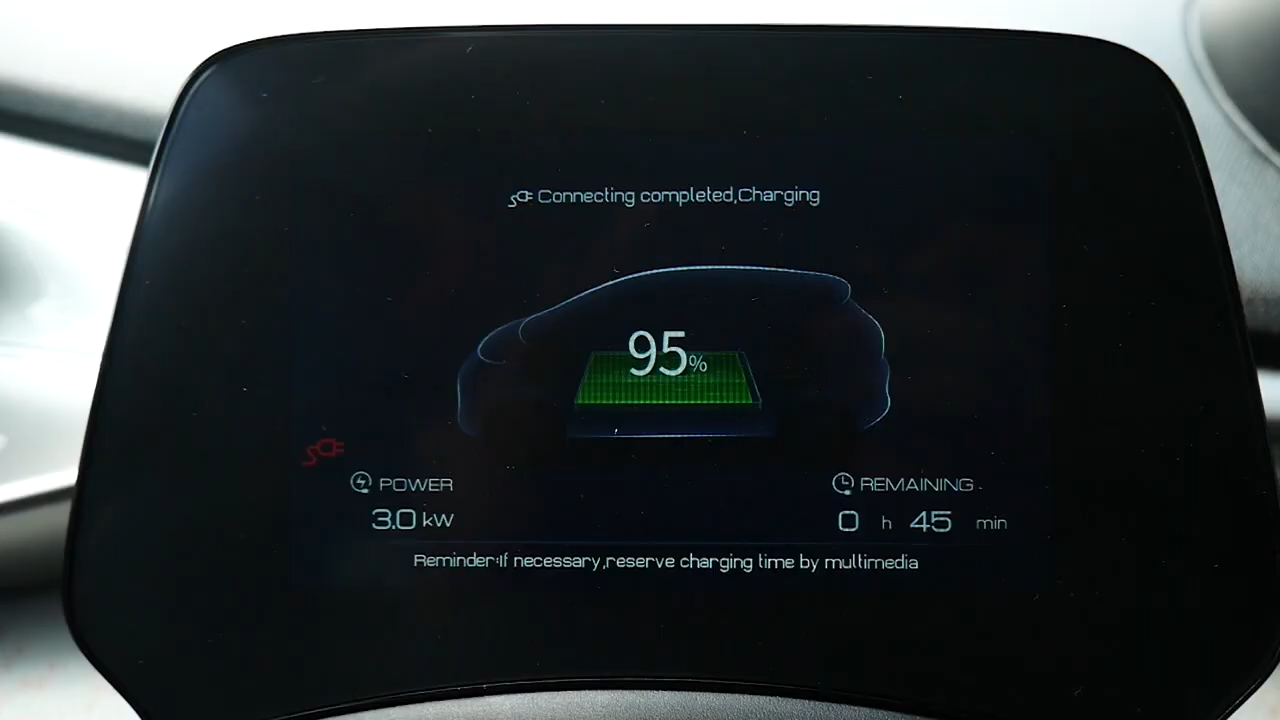 Connecting completed,Charging
95%
POWER
3.0 kW
REMAINING
0 h 45 min
Reminder:If necessary,reserve charging time by multimedia